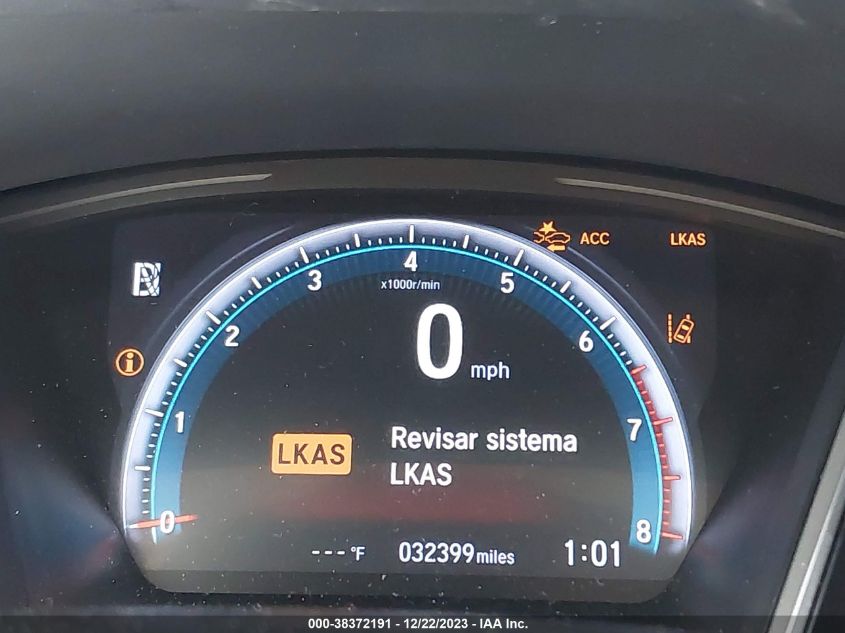 ACC LKAS
4
3 5
x1000r/min
2 6
0 mph
1 7
LKAS
Revisar sistema
LKAS
0 8
---°F 032399 miles 1:01
000-38372191 - 12/22/2023 - IAA Inc.